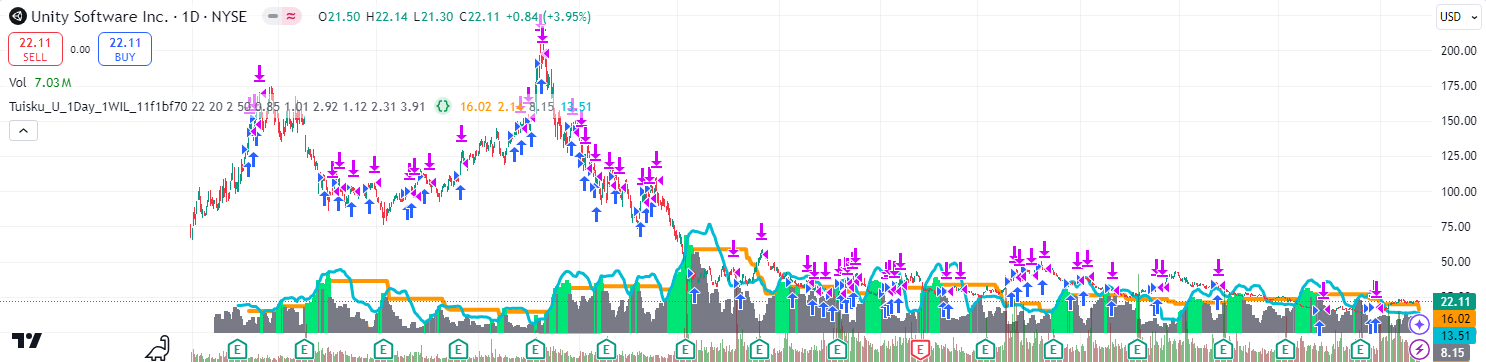 Unity Software Inc. · 1D · NYSE O21.50 H22.14 L21.30 C22.11 +0.84 (+3.95%)
USD
22.11 0.00 22.11
SELL BUY
Vol 7.03M
Tuisku_U_1Day_1WIL_11f1bf70 22 20 2 50 0.85 1.01 2.92 1.12 2.31 3.91 16.02 8.15 13.51
200.00
175.00
150.00
125.00
100.00
75.00
50.00
22.11
16.02
13.51
8.15
E E E E E E E E E E E E E E E E